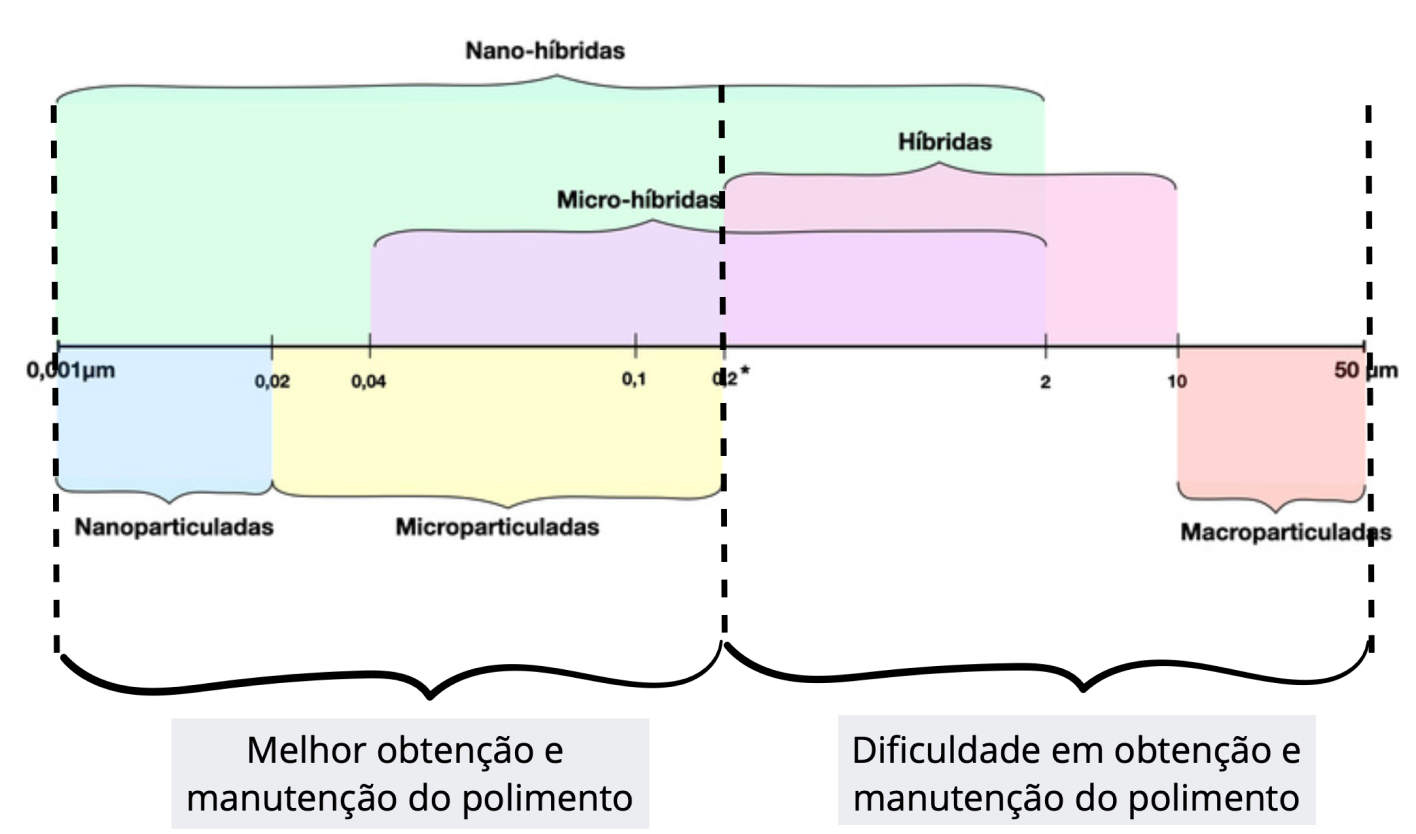 Nano-híbridas
Híbridas
Micro-híbridas
0,001µm
0,02
0,04
0,1
0,2*
2
10
50 µm
Nanoparticuladas
Microparticuladas
Macroparticuladas
Melhor obtenção e
manutenção do polimento
Dificuldade em obtenção e
manutenção do polimento